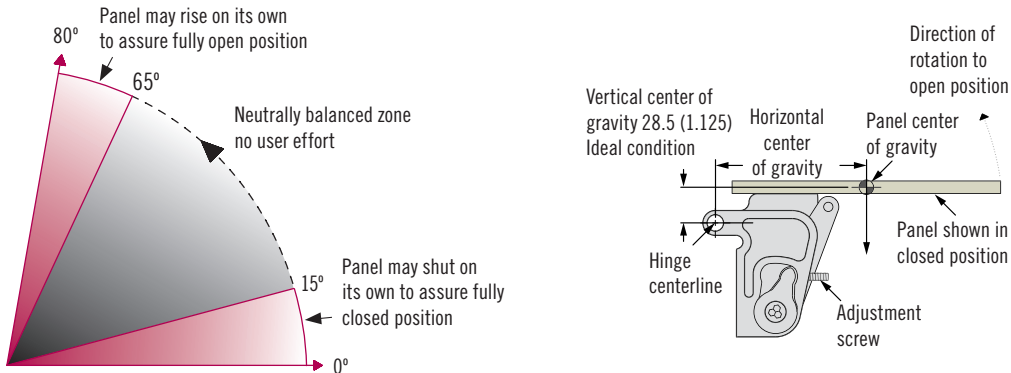 Panel may rise on its own
to assure fully open position
80º
65º
Neutrally balanced zone
no user effort
Panel may shut on
its own to assure fully
closed position
15º
0º
Direction of
rotation to
open position
Vertical center of
gravity 28.5 (1.125)
Ideal condition
Horizontal
center
of gravity
Panel center
of gravity
Panel shown in
closed position
Hinge
centerline
Adjustment
screw